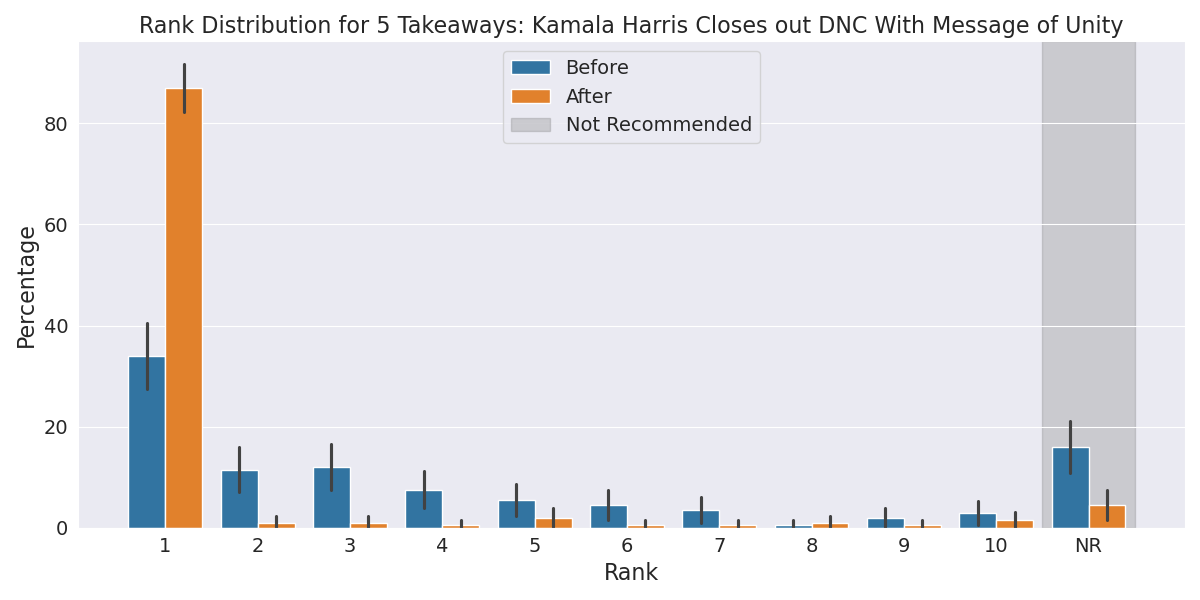 Rank Distribution for 5 Takeaways: Kamala Harris Closes out DNC With Message of Unity
Before
After
Not Recommended
Percentage
80
60
40
20
0
1 2 3 4 5 6 7 8 9 10 NR
Rank